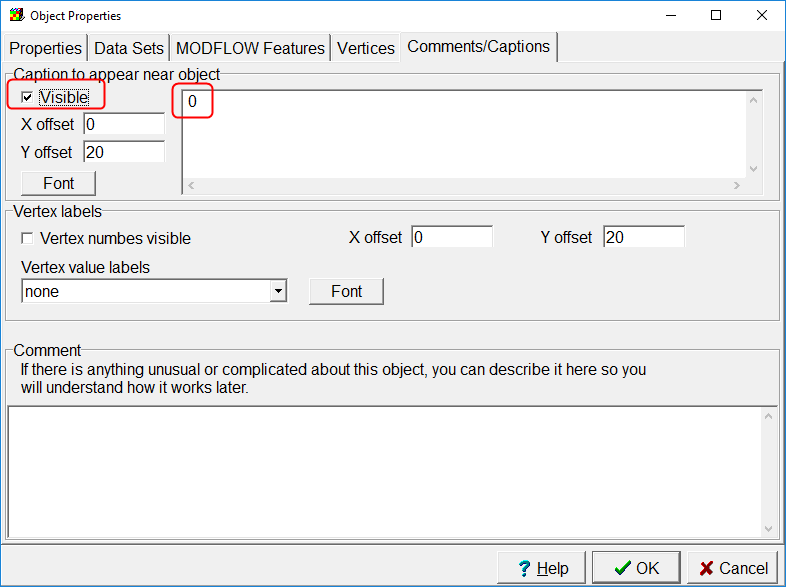 Object Properties
Properties Data Sets MODFLOW Features Vertices Comments/Captions
Caption to appear near object
Visible
0
X offset 0
Y offset 20
Font
Vertex labels
Vertex numbes visible X offset 0 Y offset 20
Vertex value labels
none Font
Comment
If there is anything unusual or complicated about this object, you can describe it here so you
will understand how it works later.
? Help OK Cancel